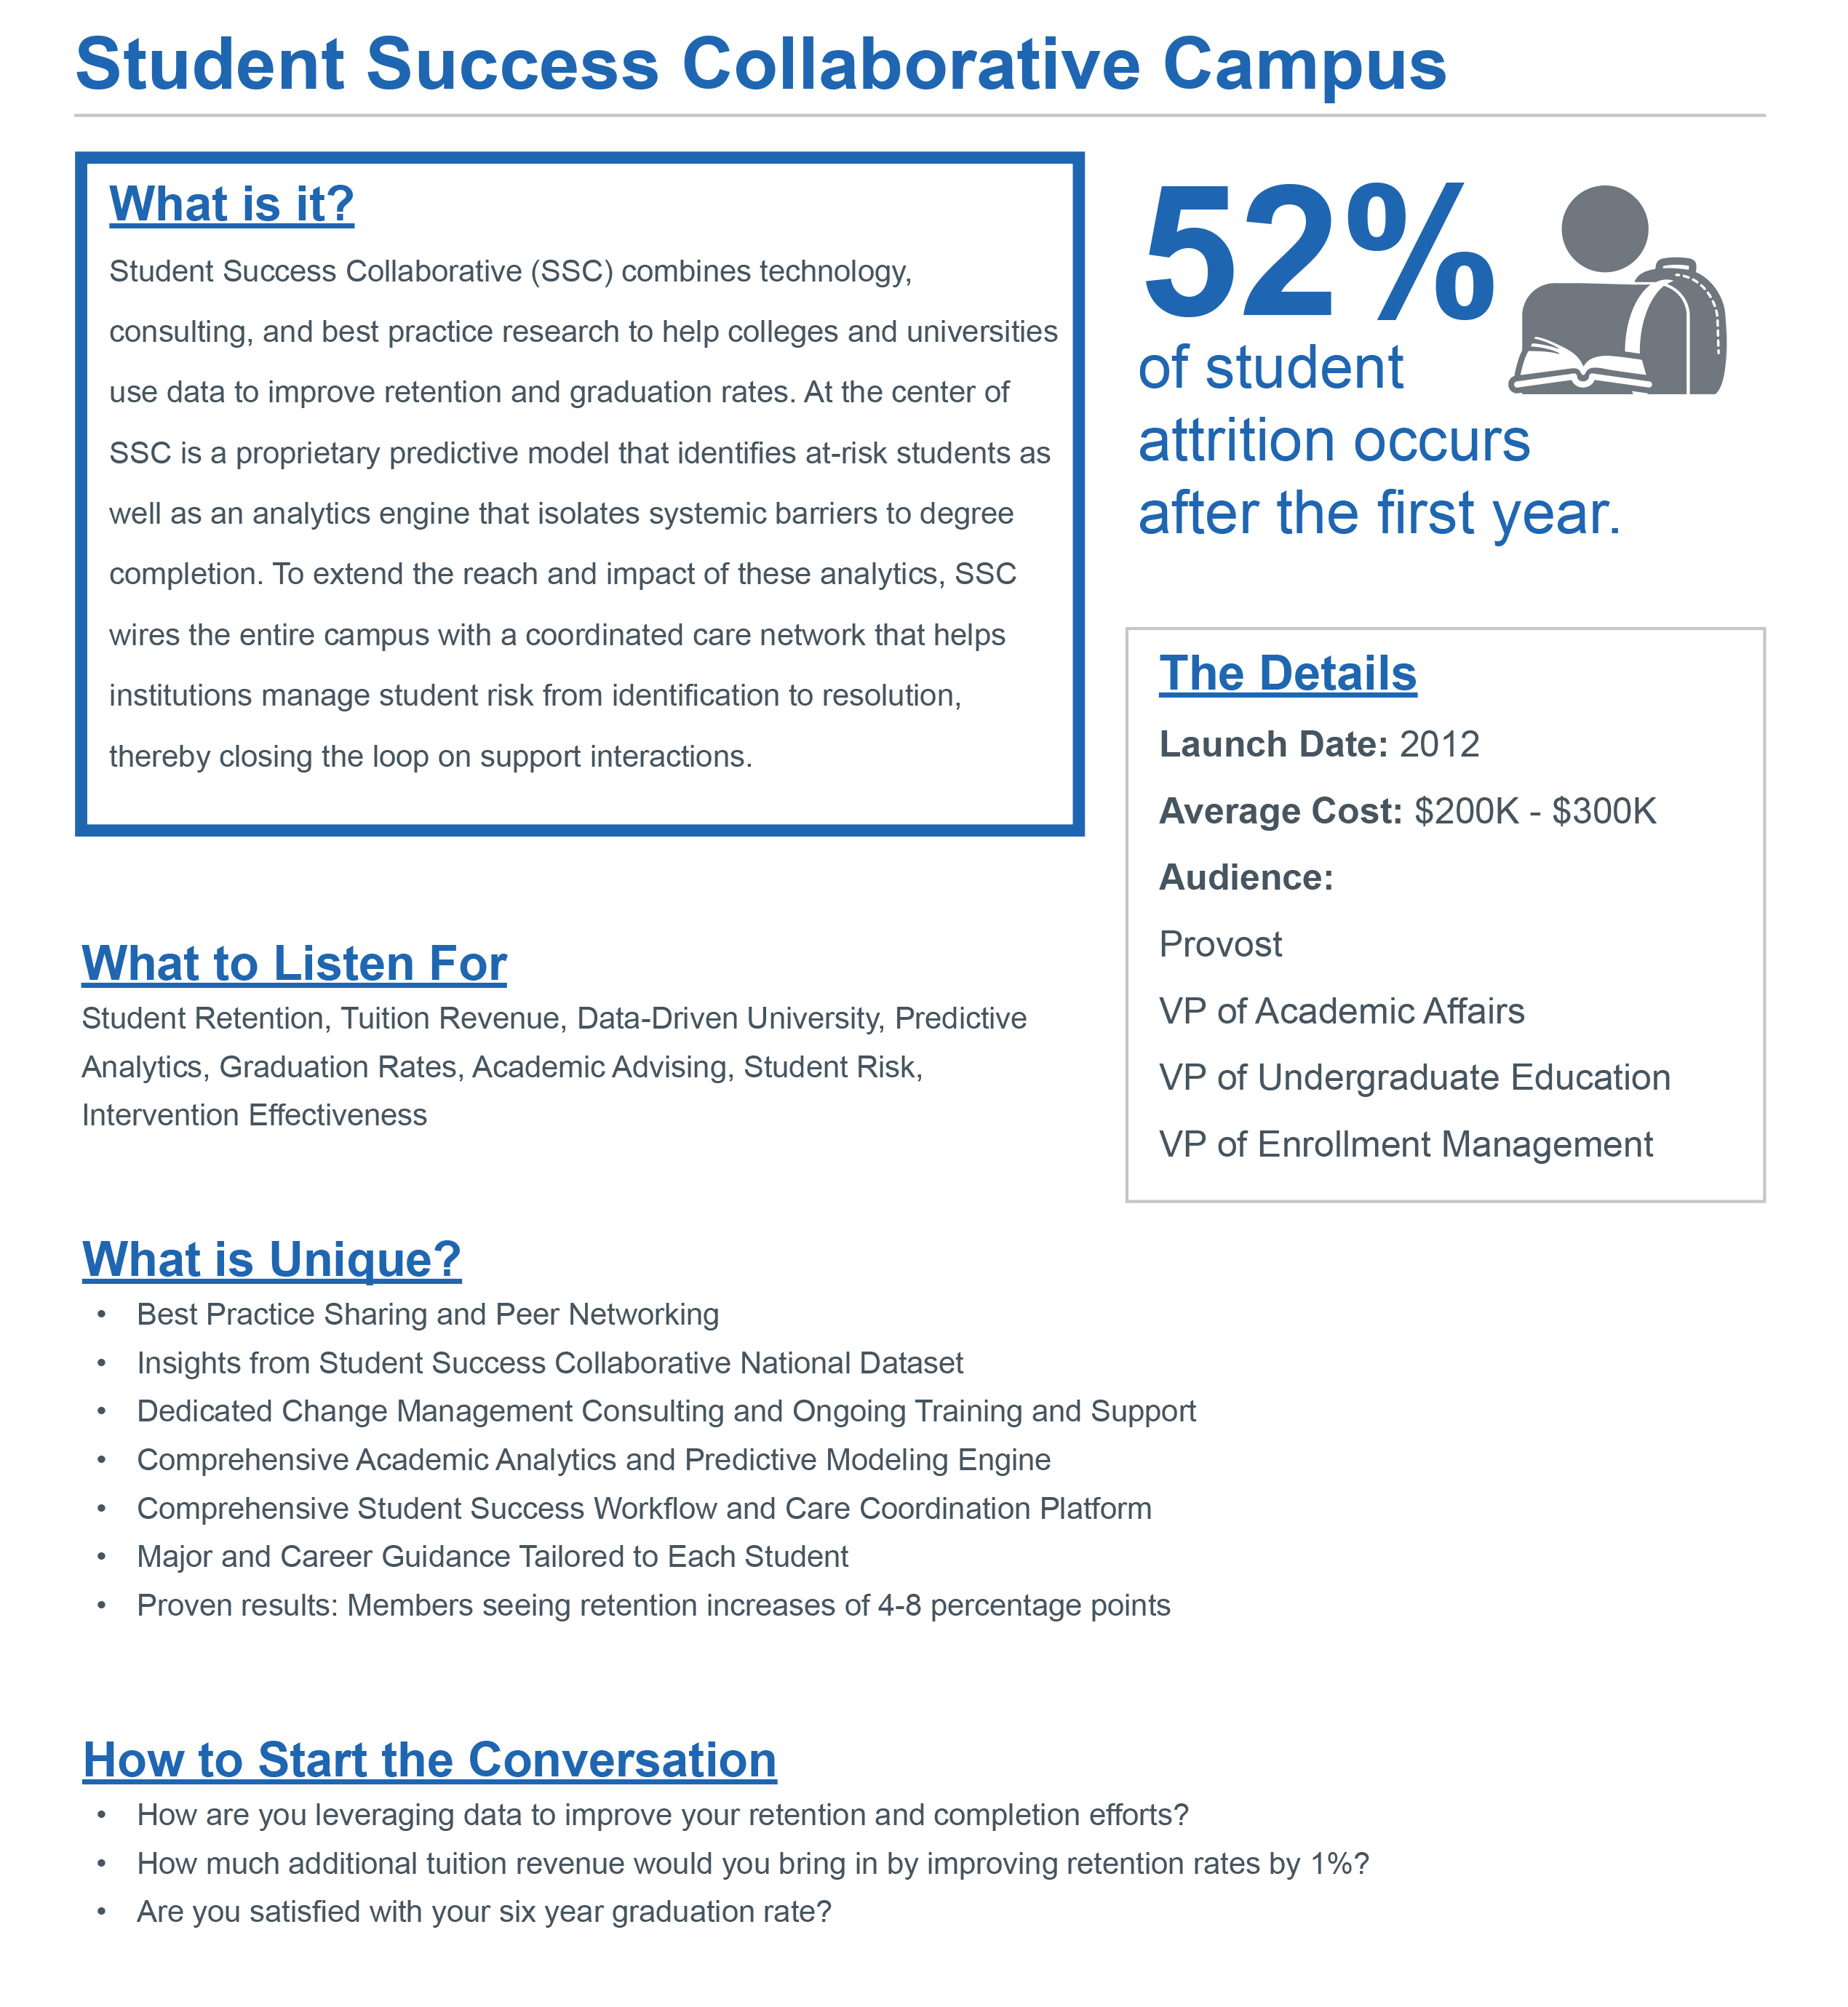 Student Success Collaborative Campus
What is it?
Student Success Collaborative (SSC) combines technology,
consulting, and best practice research to help colleges and universities
use data to improve retention and graduation rates. At the center of
SSC is a proprietary predictive model that identifies at-risk students as
well as an analytics engine that isolates systemic barriers to degree
completion. To extend the reach and impact of these analytics, SSC
wires the entire campus with a coordinated care network that helps
institutions manage student risk from identification to resolution,
thereby closing the loop on support interactions.
52%
of student
attrition occurs
after the first year.
The Details
Launch Date: 2012
Average Cost: $200K - $300K
Audience:
Provost
VP of Academic Affairs
VP of Undergraduate Education
VP of Enrollment Management
What to Listen For
Student Retention, Tuition Revenue, Data-Driven University, Predictive
Analytics, Graduation Rates, Academic Advising, Student Risk,
Intervention Effectiveness
What is Unique?
• Best Practice Sharing and Peer Networking
• Insights from Student Success Collaborative National Dataset
• Dedicated Change Management Consulting and Ongoing Training and Support
• Comprehensive Academic Analytics and Predictive Modeling Engine
• Comprehensive Student Success Workflow and Care Coordination Platform
• Major and Career Guidance Tailored to Each Student
• Proven results: Members seeing retention increases of 4-8 percentage points
How to Start the Conversation
• How are you leveraging data to improve your retention and completion efforts?
• How much additional tuition revenue would you bring in by improving retention rates by 1%?
• Are you satisfied with your six year graduation rate?